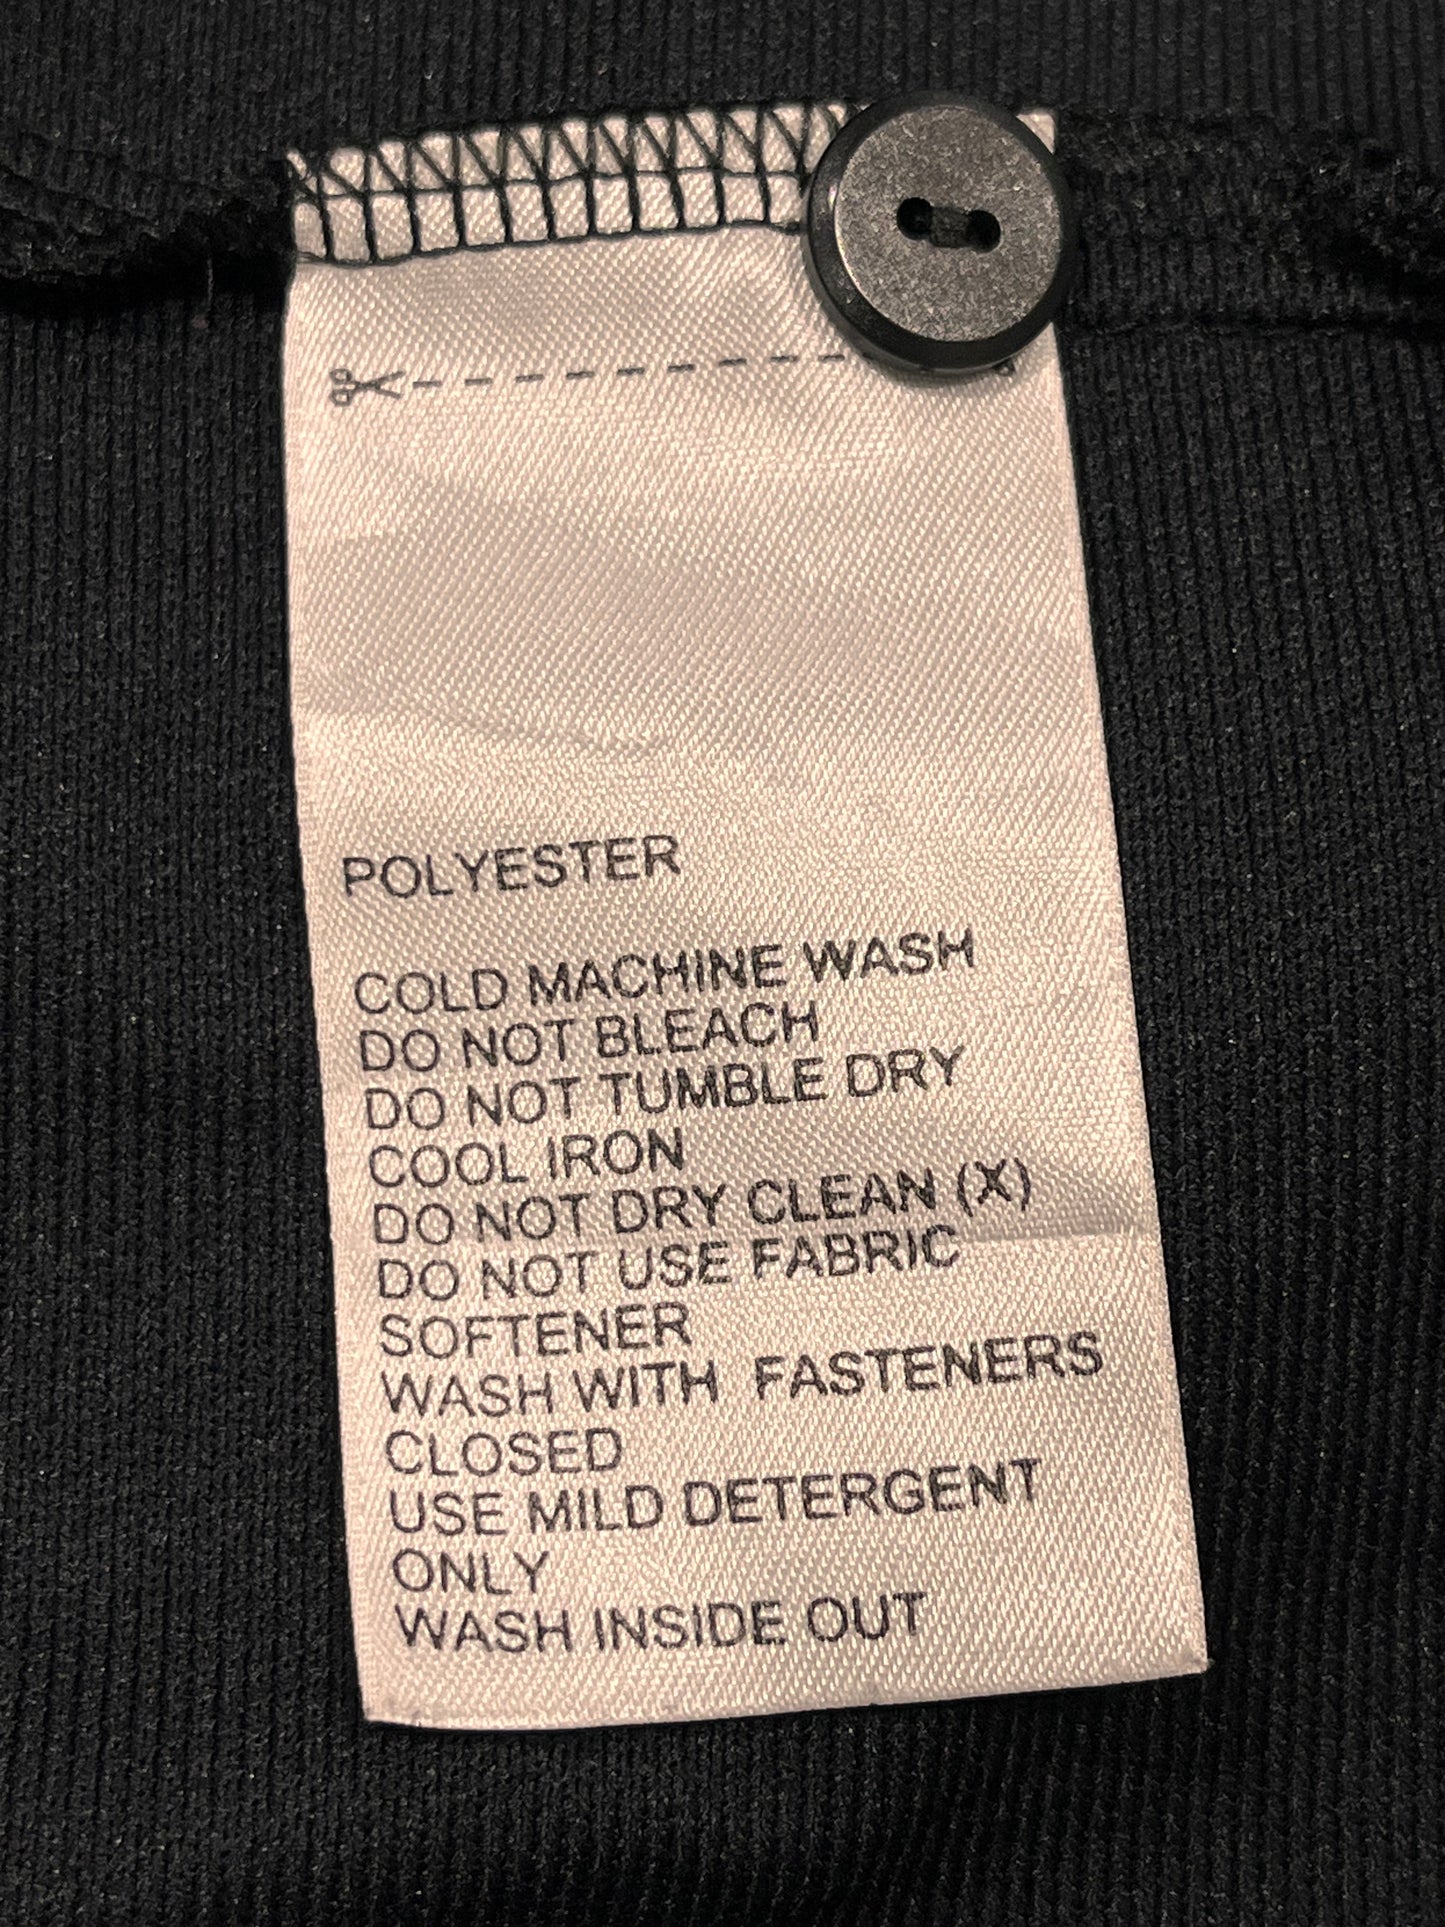 POLYESTER
COLD MACHINE WASH
DO NOT BLEACH
DO NOT TUMBLE DRY
COOL IRON
DO NOT DRY CLEAN (X)
DO NOT USE FABRIC
SOFTENER
WASH WITH FASTENERS
CLOSED
USE MILD DETERGENT
ONLY
WASH INSIDE OUT